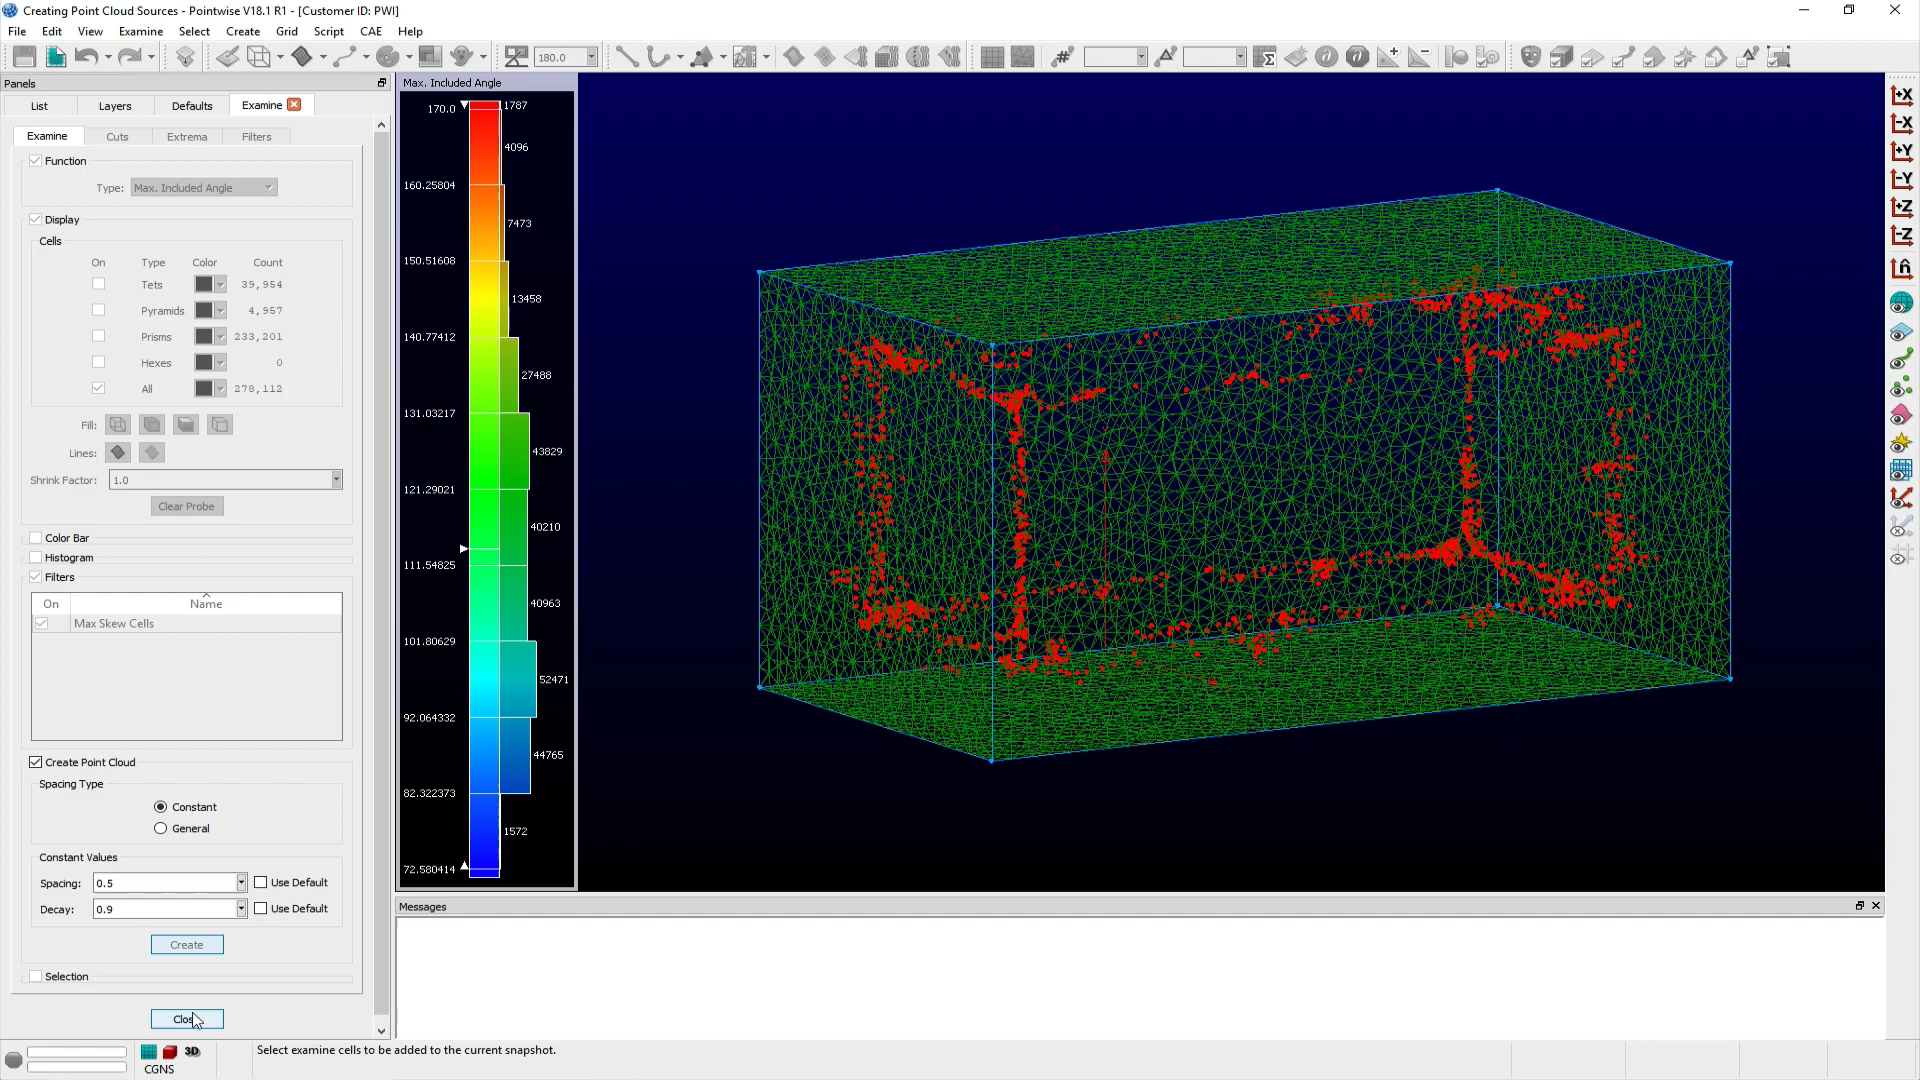 Creating Point Cloud Sources - Pointwise V18.1 R1 - [Customer ID: PWI]
File Edit View Examine Select Create Grid Script CAE Help
180.0
Panels
List Layers Defaults Examine
Examine Cuts Extrema Filters
Function
Type: Max. Included Angle
Display
Cells
On Type Color Count
Tets 39,954
Pyramids 4,957
Prisms 233,201
Hexes 0
All 278,112
Fill:
Lines:
Shrink Factor: 1.0
Clear Probe
Color Bar
Histogram
Filters
On Name
Max Skew Cells
Create Point Cloud
Spacing Type
Constant
General
Constant Values
Spacing: 0.5 Use Default
Decay: 0.9 Use Default
Create
Selection
Clos
Max. Included Angle
170.0 1787
4096
160.25804
7473
150.51608
13458
140.77412
27488
131.03217
43829
121.29021
40210
111.54825
40963
101.80629
52471
92.064332
44765
82.322373
1572
72.580414
+X
-X
+Y
-Y
+Z
-Z
n̂
Messages
3D
CGNS
Select examine cells to be added to the current snapshot.